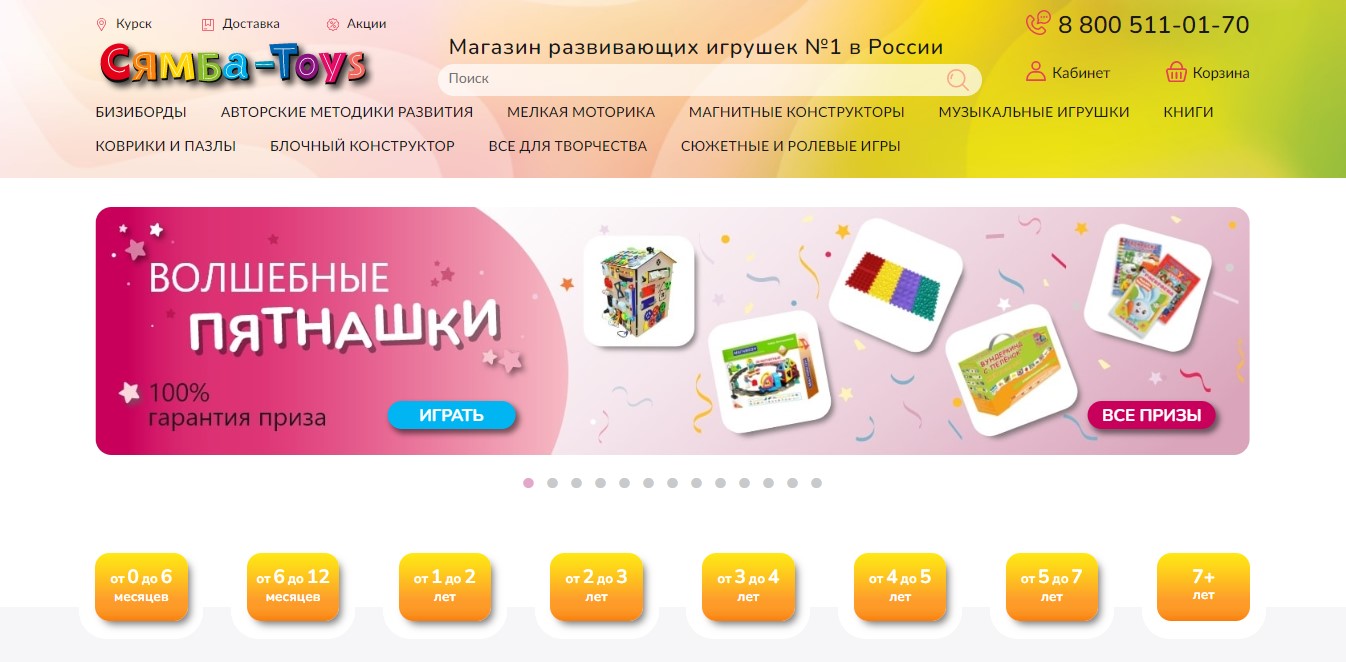 Курск
Доставка
Акции
8 800 511-01-70
Сямба-Toys
Магазин развивающих игрушек №1 в России
Поиск
Кабинет
Корзина
БИЗИБОРДЫ
АВТОРСКИЕ МЕТОДИКИ РАЗВИТИЯ
МЕЛКАЯ МОТОРИКА
МАГНИТНЫЕ КОНСТРУКТОРЫ
МУЗЫКАЛЬНЫЕ ИГРУШКИ
КНИГИ
КОВРИКИ И ПАЗЛЫ
БЛОЧНЫЙ КОНСТРУКТОР
ВСЕ ДЛЯ ТВОРЧЕСТВА
СЮЖЕТНЫЕ И РОЛЕВЫЕ ИГРЫ
ВОЛШЕБНЫЕ
ПЯТНАШКИ
100%
гарантия приза
ИГРАТЬ
ВУНДЕРКИНД
С ПЕЛЁНОК
ВСЕ ПРИЗЫ
от 0 до 6
месяцев
от 6 до 12
месяцев
от 1 до 2
лет
от 2 до 3
лет
от 3 до 4
лет
от 4 до 5
лет
от 5 до 7
лет
7+
лет